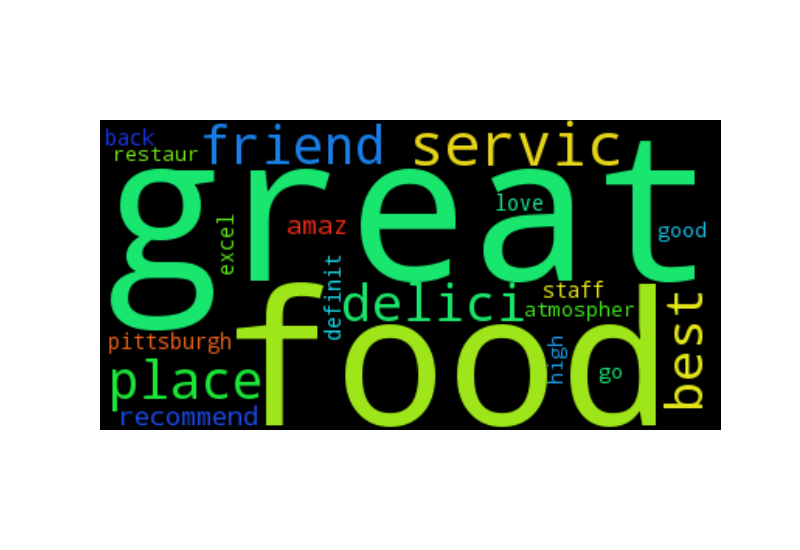 back
friend
servic
restaur
great
love
excel
amaz
good
definit
delici
staff
atmospher
pittsburgh
food
best
high
place
go
recommend